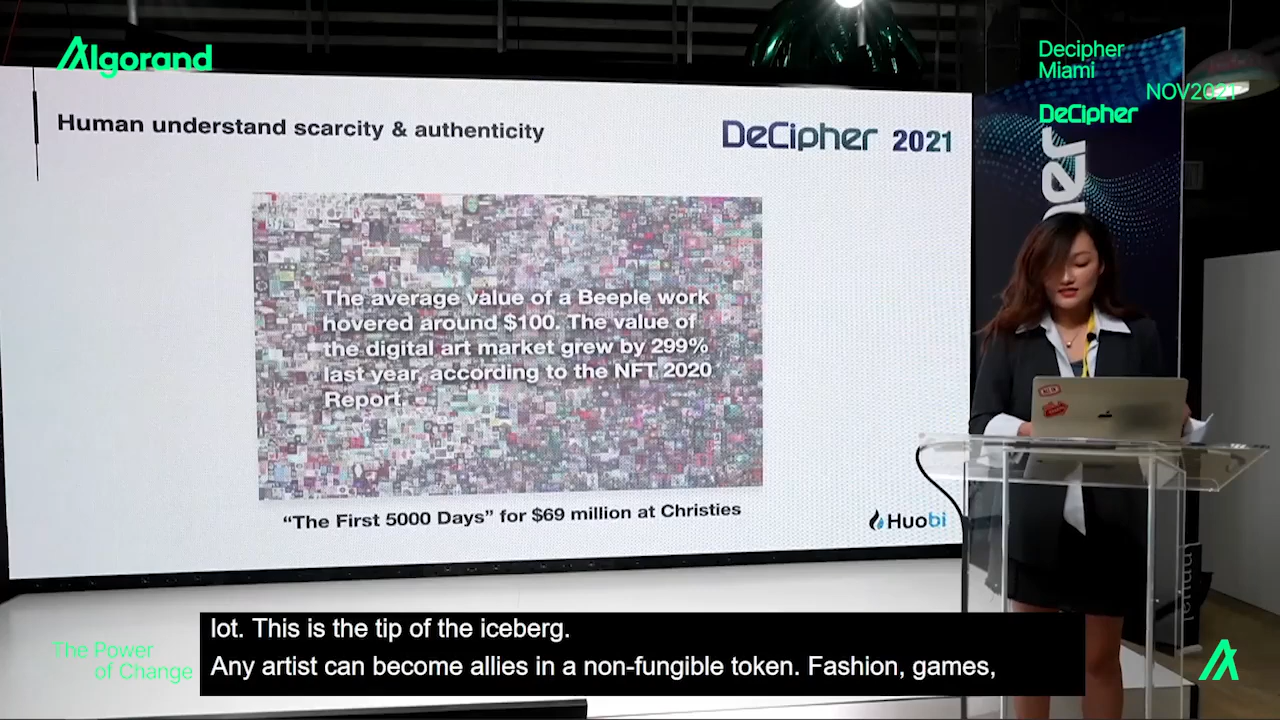 Algorand
Decipher
Miami
NOV2021
DeCipher
Human understand scarcity & authenticity
DeCipher 2021
The average value of a Beeple work
hovered around $100. The value of
the digital art market grew by 299%
last year, according to the NFT 2020
Report.
“The First 5000 Days” for $69 million at Christies
Huobi
lot. This is the tip of the iceberg.
Any artist can become allies in a non-fungible token. Fashion, games,
The Power
of Change